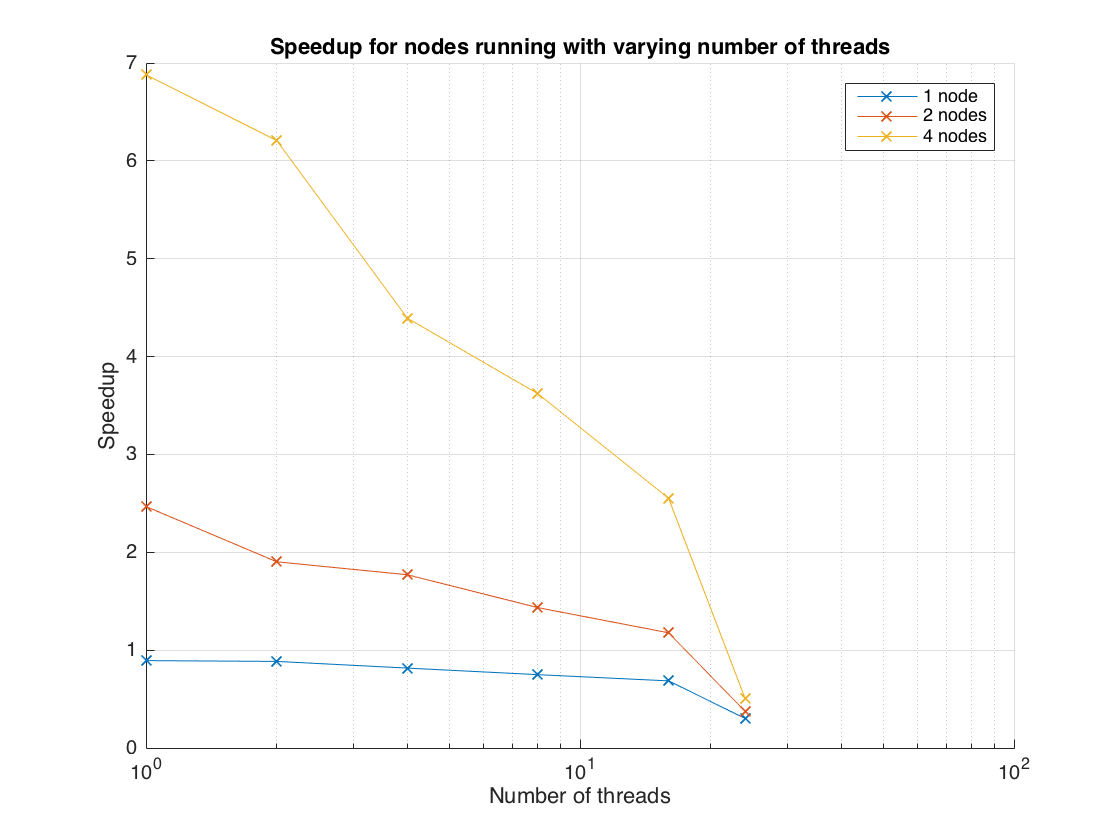 Speedup for nodes running with varying number of threads
7
6
5
4
3
2
1
0
Speedup
1 node
2 nodes
4 nodes
10^0
10^1
10^2
Number of threads